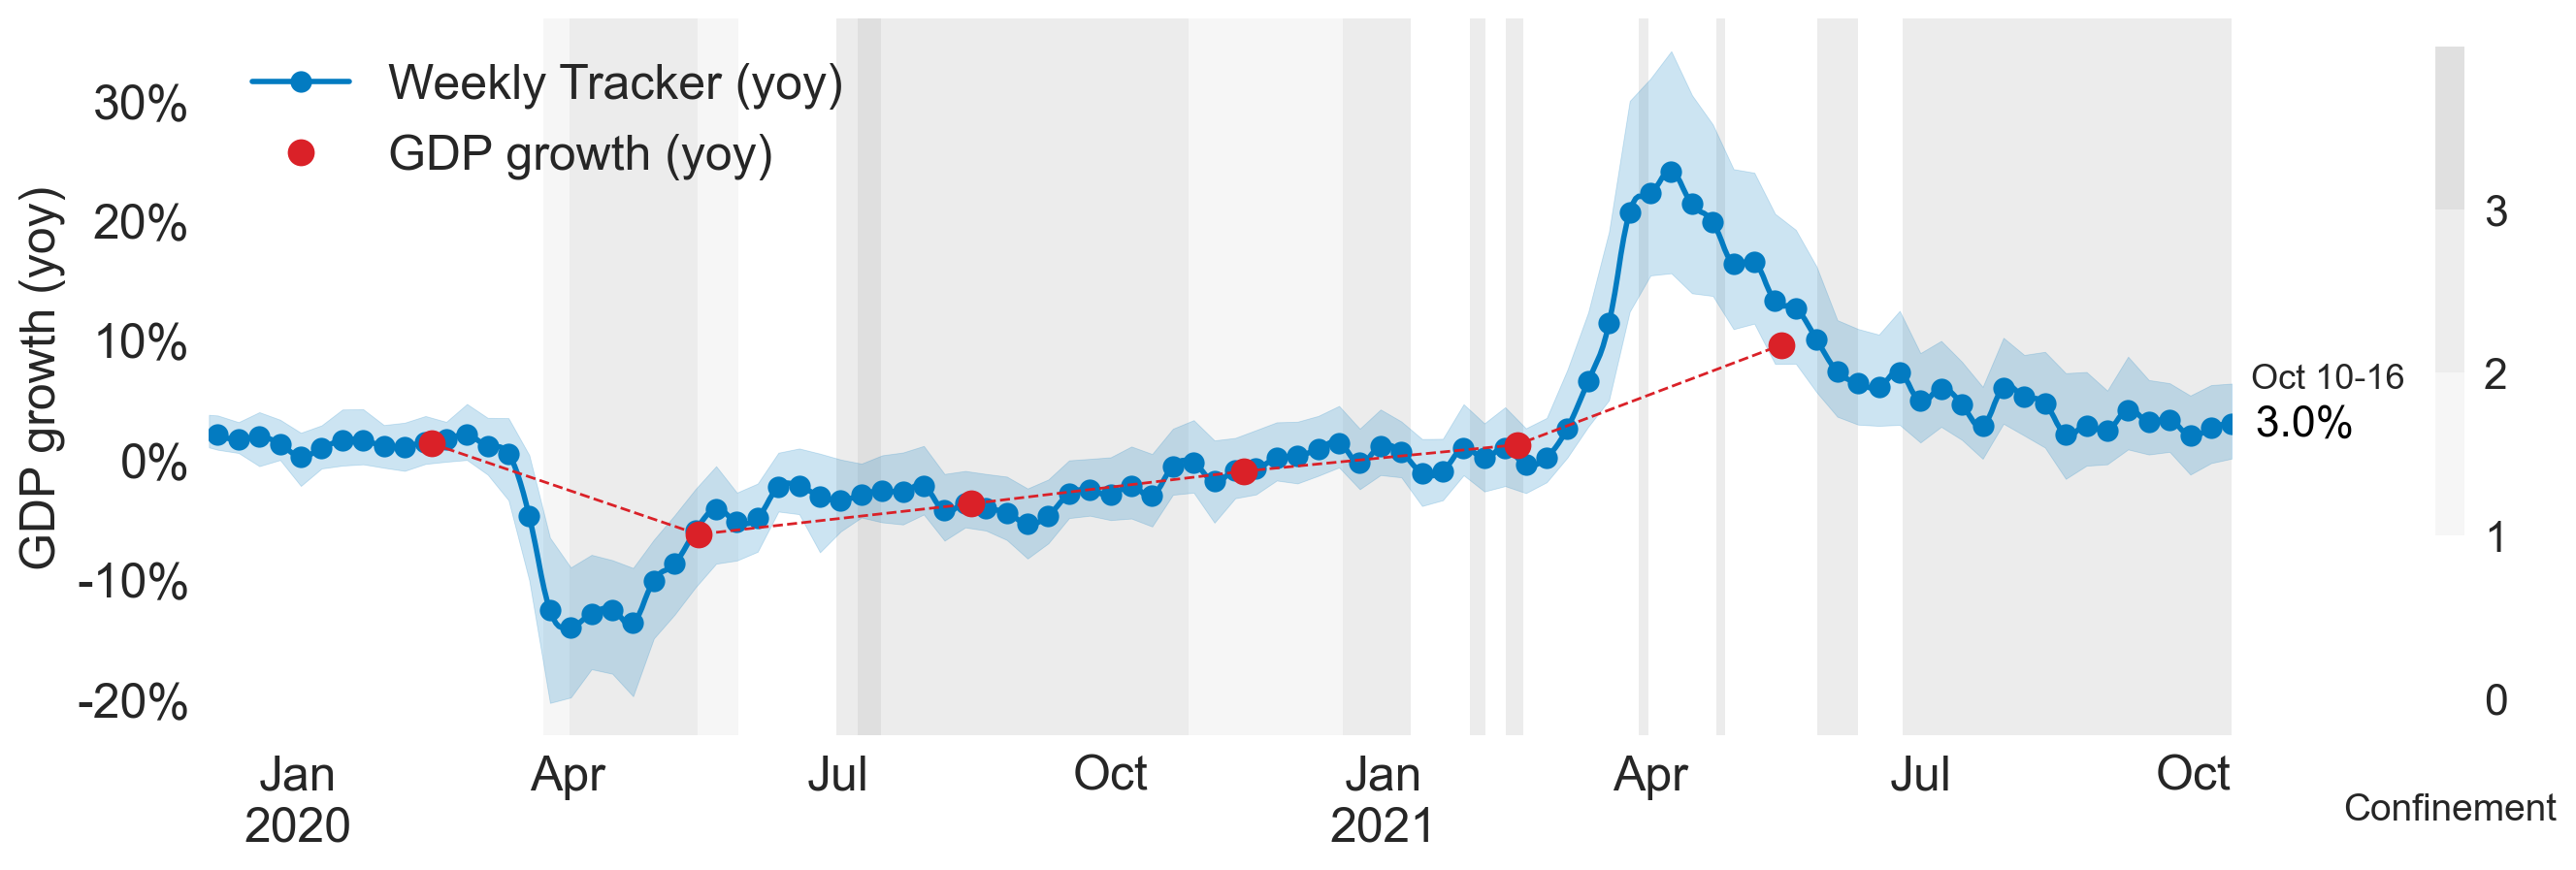 Weekly Tracker (yoy)
GDP growth (yoy)
GDP growth (yoy)
30%
20%
10%
0%
-10%
-20%
Jan
2020
Apr
Jul
Oct
Jan
2021
Apr
Jul
Oct
Oct 10-16
3.0%
3
2
1
0
Confinement